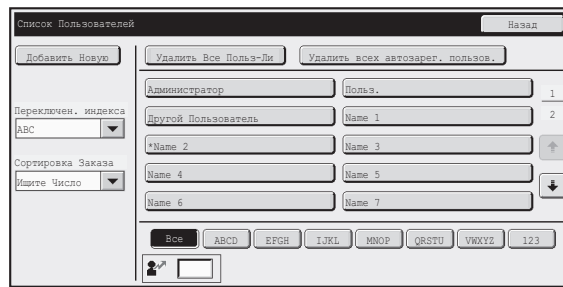 Список Пользователей
Назад
Добавить Новую
Удалить Все Польз-Ли
Удалить всех автозарег. пользов.
Переключен. индекса
ABC
Сортировка Заказа
Ищите Число
Администратор
Польз.
Другой Пользователь
Name 1
*Name 2
Name 3
Name 4
Name 5
Name 6
Name 7
1
2
Все
ABCD
EFGH
IJKL
MNOP
QRSTU
VWXYZ
123